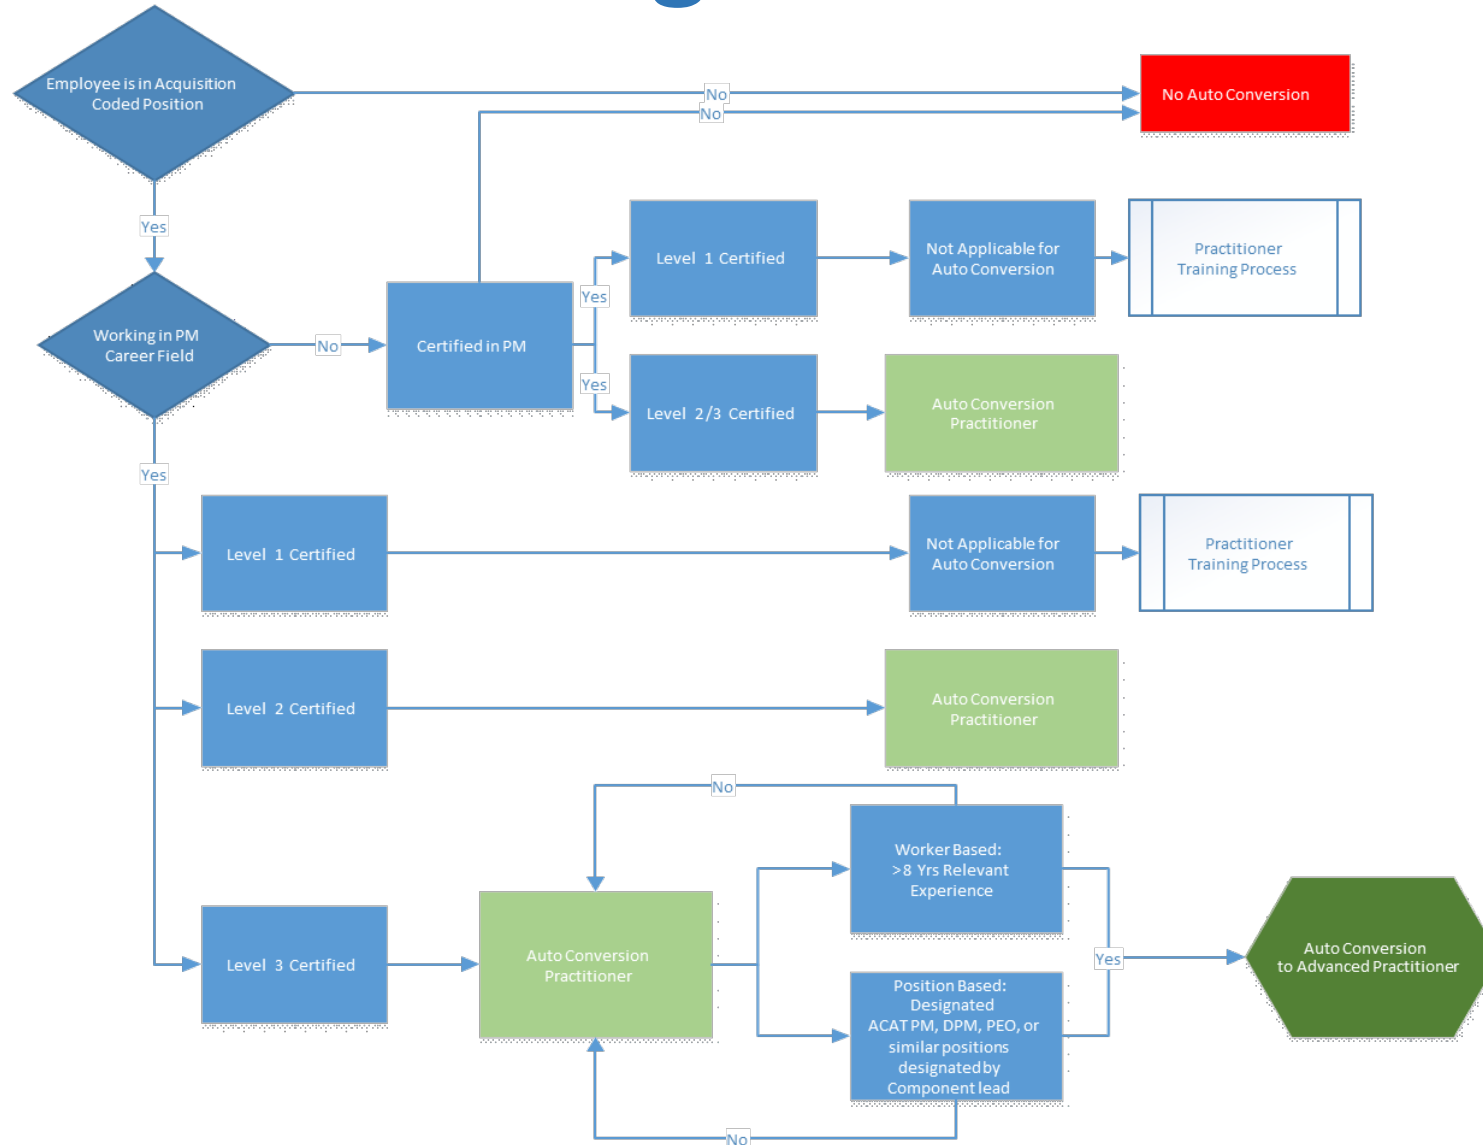 Employee is in Acquisition
Coded Position
No
No
No Auto Conversion
Yes
Level 1 Certified
Not Applicable for
Auto Conversion
Practitioner
Training Process
Yes
Working in PM
Career Field
No
Certified in PM
Yes
Level 2/3 Certified
Auto Conversion
Practitioner
Yes
Level 1 Certified
Not Applicable for
Auto Conversion
Practitioner
Training Process
Level 2 Certified
Auto Conversion
Practitioner
No
Worker Based:
>8 Yrs Relevant
Experience
Level 3 Certified
Auto Conversion
Practitioner
Yes
Auto Conversion
to Advanced Practitioner
Position Based:
Designated
ACAT PM, DPM, PEO, or
similar positions
designated by
Component lead
No